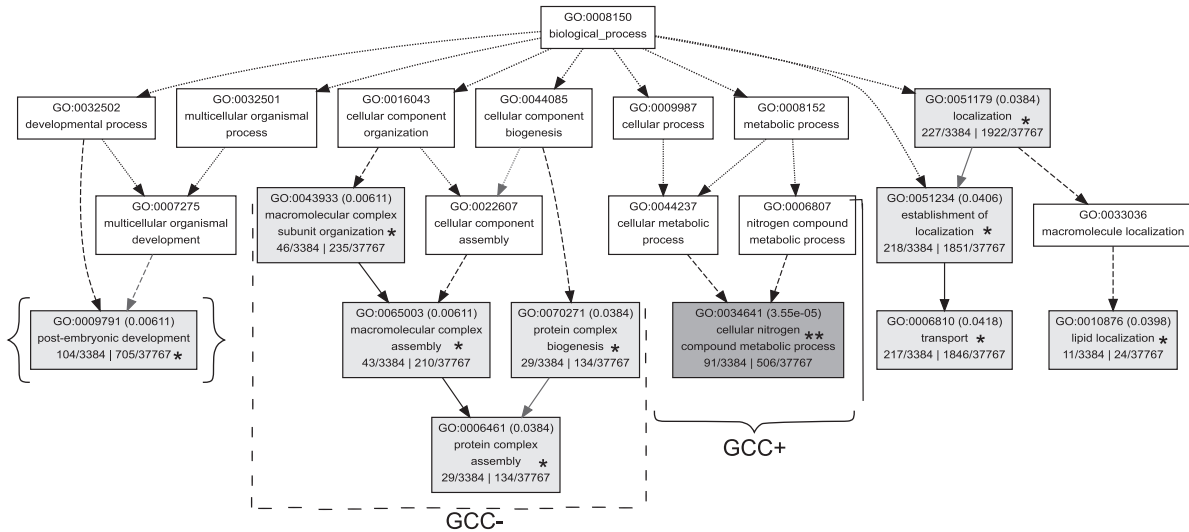 GO:0008150
biological_process
GO:0032502
developmental process
GO:0032501
multicellular organismal
process
GO:0016043
cellular component
organization
GO:0044085
cellular component
biogenesis
GO:0009987
cellular process
GO:0008152
metabolic process
GO:0051179 (0.0384)
localization *
227/3384 | 1922/37767
GO:0007275
multicellular organismal
development
GO:0043933 (0.00611)
macromolecular complex
subunit organization *
46/3384 | 235/37767
GO:0022607
cellular component
assembly
GO:0044237
cellular metabolic
process
GO:0006807
nitrogen compound
metabolic process
GO:0051234 (0.0406)
establishment of
localization *
218/3384 | 1851/37767
GO:0033036
macromolecule localization
GO:0009791 (0.00611)
post-embryonic development
104/3384 | 705/37767 *
GO:0065003 (0.00611)
macromolecular complex
assembly *
43/3384 | 210/37767
GO:0070271 (0.0384)
protein complex
biogenesis *
29/3384 | 134/37767
GO:0034641 (3.55e-05)
cellular nitrogen **
compound metabolic process
91/3384 | 506/37767
GO:0006810 (0.0418)
transport *
217/3384 | 1846/37767
GO:0010876 (0.0398)
lipid localization *
11/3384 | 24/37767
GO:0006461 (0.0384)
protein complex
assembly *
29/3384 | 134/37767
GCC+
GCC-